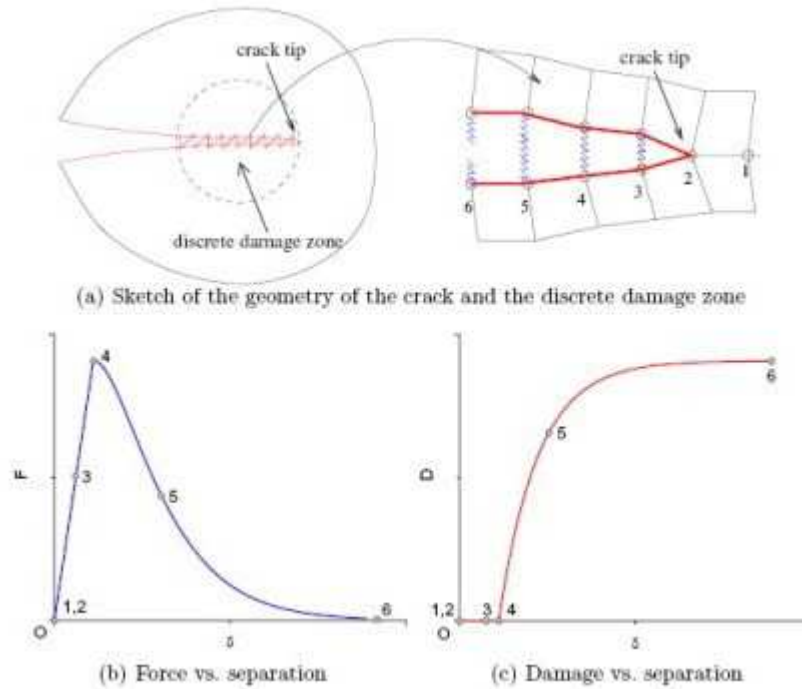 crack tip
crack tip
discrete damage zone
6
5
4
3
2
1
(a) Sketch of the geometry of the crack and the discrete damage zone
F
4
3
5
1,2
6
O
δ
(b) Force vs. separation
D
6
5
1,2
3
4
O
δ
(c) Damage vs. separation